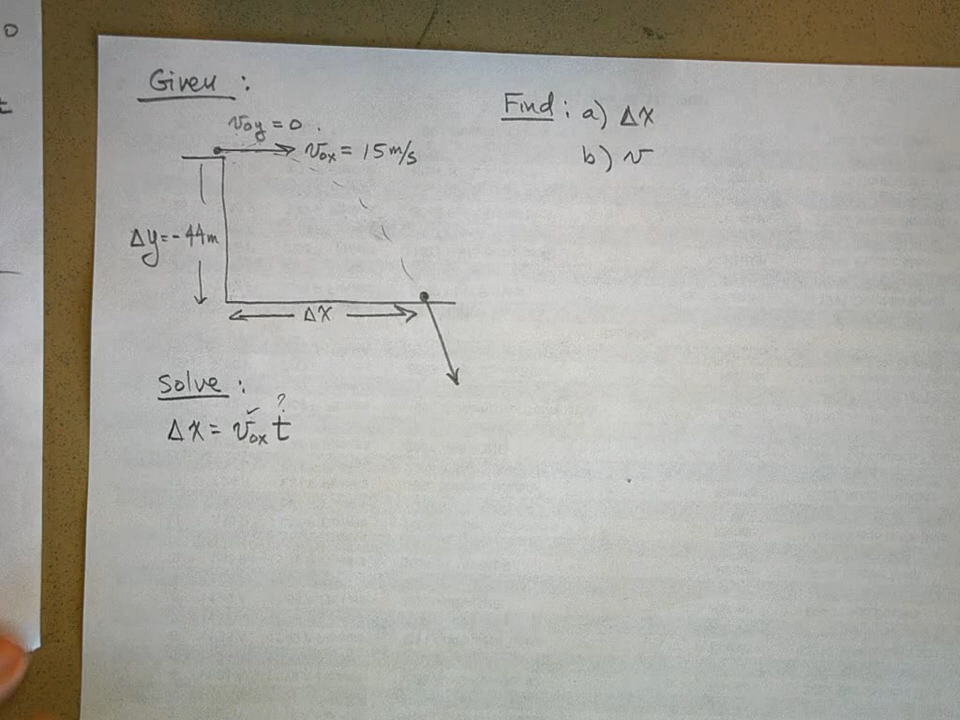 Given :
v₀y = 0 .
v₀x = 15 m/s
Δy = -44m
Δx
Find : a) Δx
b) v
Solve :
✓ ?
Δx = v₀x t